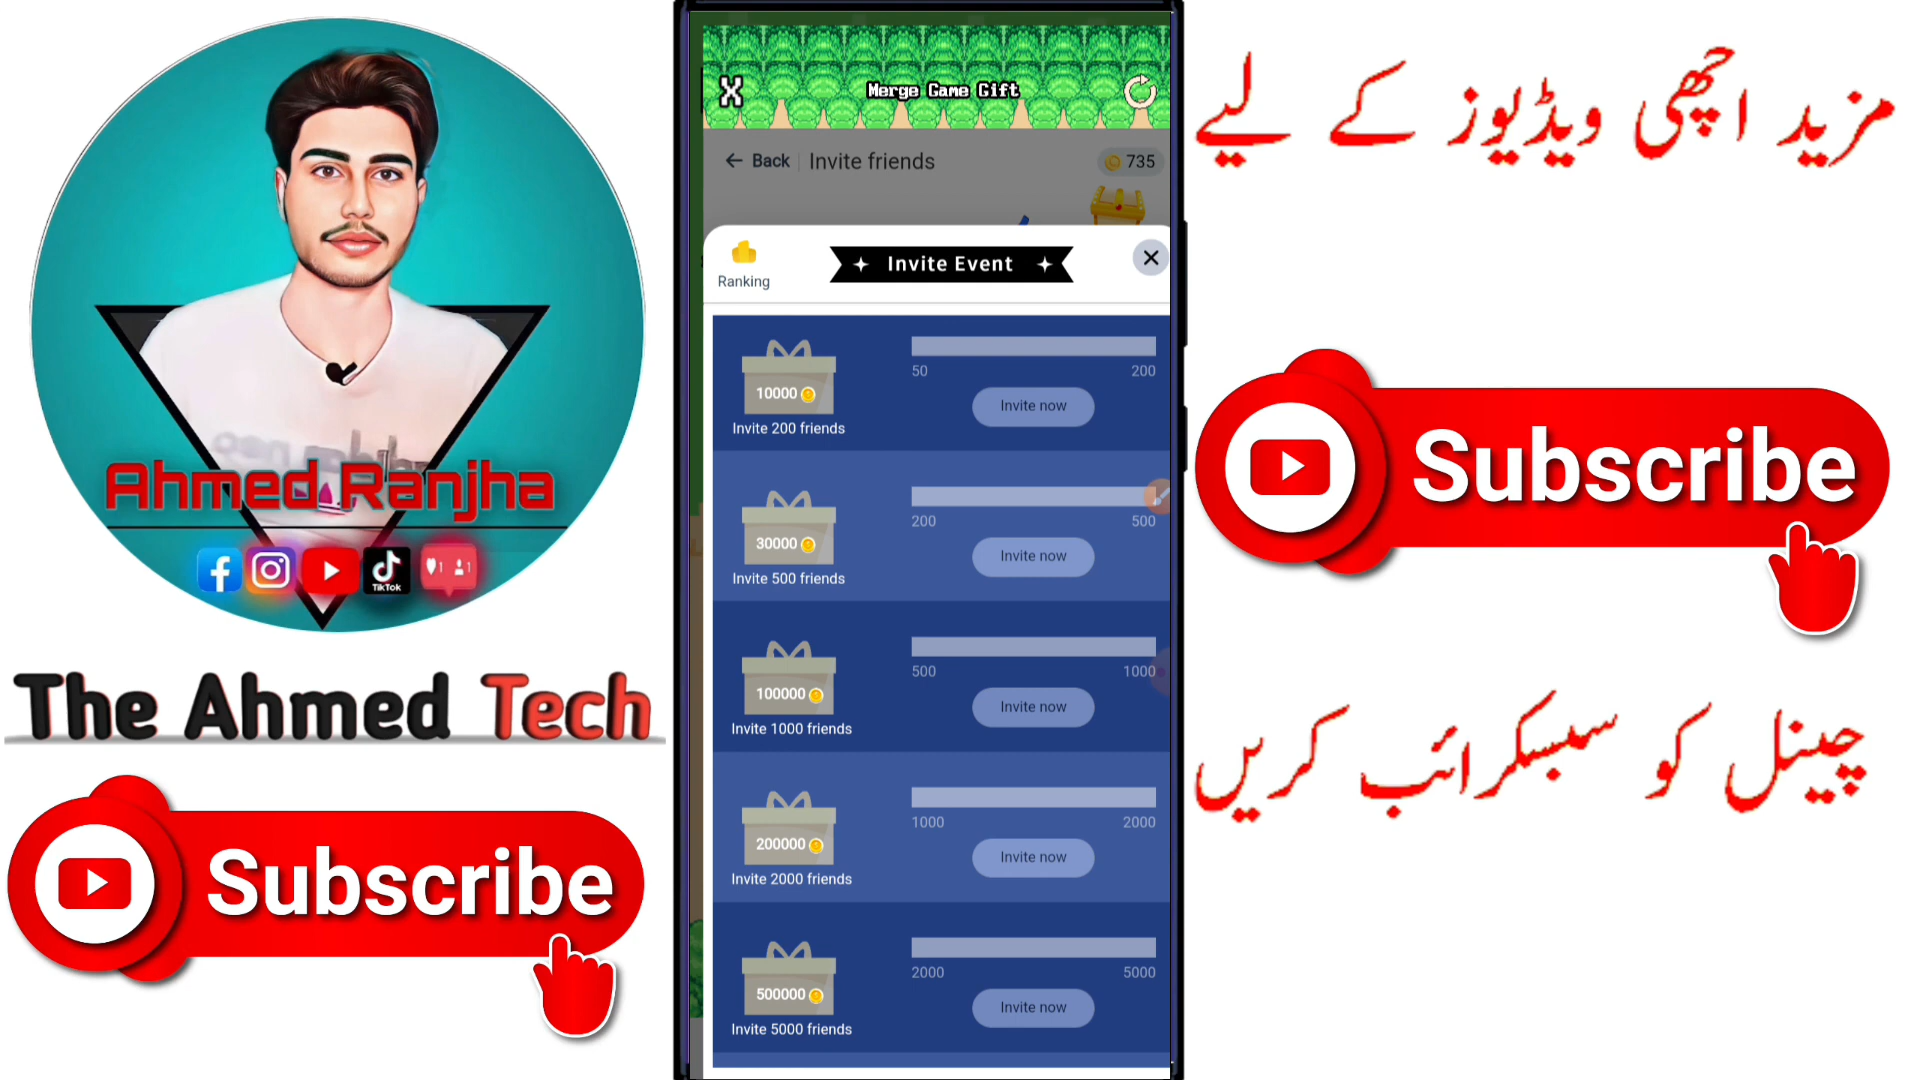 Ahmed Ranjha
TikTok
1 1
The Ahmed Tech
Subscribe
Merge Game Gift
Back Invite friends 735
Ranking
Invite Event
10000
50 200
Invite now
Invite 200 friends
30000
200 500
Invite now
Invite 500 friends
100000
500 1000
Invite now
Invite 1000 friends
200000
1000 2000
Invite now
Invite 2000 friends
500000
2000 5000
Invite now
Invite 5000 friends
مزید اچھی ویڈیوز کے لیے
Subscribe
چینل کو سبسکرائب کریں